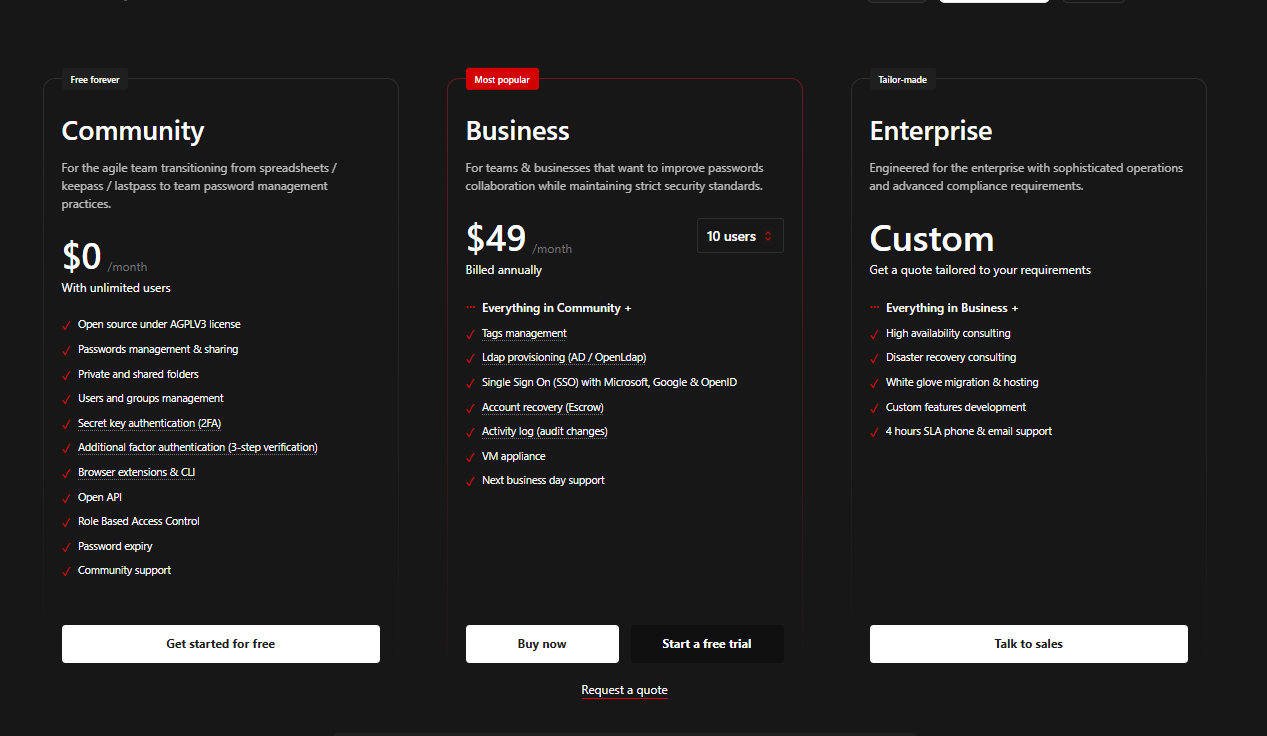 Free forever
Community
For the agile team transitioning from spreadsheets /
keepass / lastpass to team password management
practices.
$0 /month
With unlimited users
Open source under AGPLV3 license
Passwords management & sharing
Private and shared folders
Users and groups management
Secret key authentication (2FA)
Additional factor authentication (3-step verification)
Browser extensions & CLI
Open API
Role Based Access Control
Password expiry
Community support
Get started for free
Most popular
Business
For teams & businesses that want to improve passwords
collaboration while maintaining strict security standards.
$49 /month
10 users
Billed annually
Everything in Community +
Tags management
Ldap provisioning (AD / OpenLdap)
Single Sign On (SSO) with Microsoft, Google & OpenID
Account recovery (Escrow)
Activity log (audit changes)
VM appliance
Next business day support
Buy now
Start a free trial
Request a quote
Tailor-made
Enterprise
Engineered for the enterprise with sophisticated operations
and advanced compliance requirements.
Custom
Get a quote tailored to your requirements
Everything in Business +
High availability consulting
Disaster recovery consulting
White glove migration & hosting
Custom features development
4 hours SLA phone & email support
Talk to sales